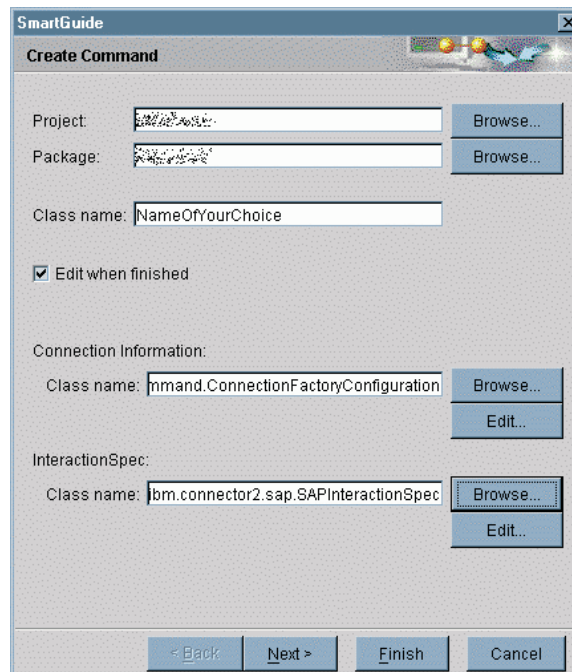 SmartGuide
Create Command
Project: Browse...
Package: Browse...
Class name: NameOfYourChoice
Edit when finished
Connection Information:
Class name: mmand.ConnectionFactoryConfiguration Browse...
Edit...
InteractionSpec:
Class name: ibm.connector2.sap.SAPInteractionSpec Browse...
Edit...
< Back Next > Finish Cancel